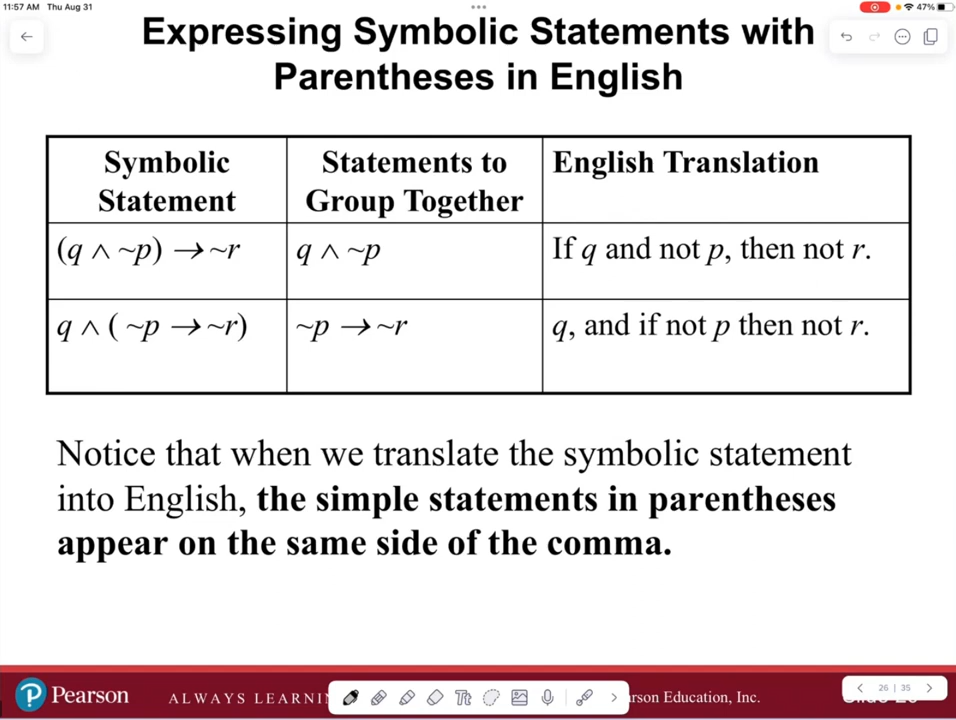 11:57 AM Thu Aug 31
47%
Expressing Symbolic Statements with
Parentheses in English
Symbolic Statement
Statements to Group Together
English Translation
(q ∧ ~p) → ~r
q ∧ ~p
If q and not p, then not r.
q ∧ ( ~p → ~r)
~p → ~r
q, and if not p then not r.
Notice that when we translate the symbolic statement
into English, the simple statements in parentheses
appear on the same side of the comma.
Pearson
ALWAYS
Education, Inc.
26 | 35